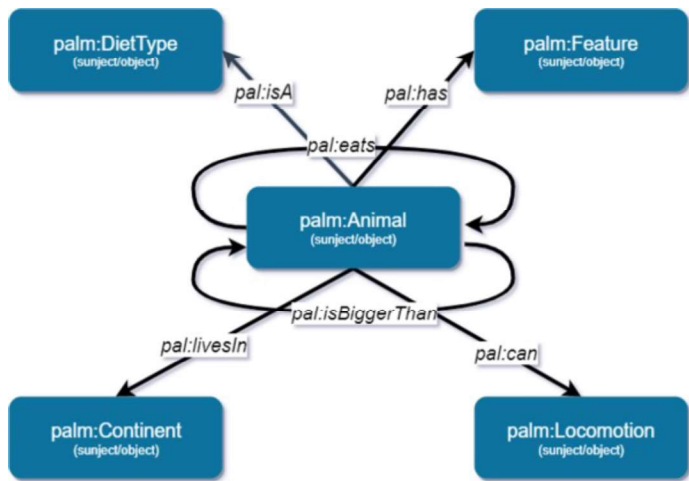 palm:DietType
(sunject/object)
palm:Feature
(sunject/object)
pal:isA
pal:has
pal:eats
palm:Animal
(sunject/object)
pal:isBiggerThan
pal:livesIn
pal:can
palm:Continent
(sunject/object)
palm:Locomotion
(sunject/object)